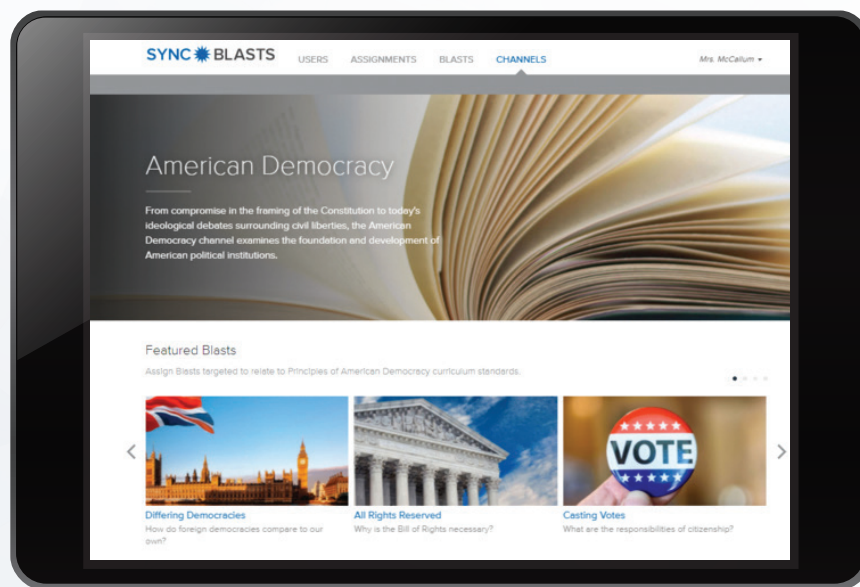 SYNC BLASTS USERS ASSIGNMENTS BLASTS CHANNELS Mrs. McCallum
American Democracy
From compromise in the framing of the Constitution to today's
ideological debates surrounding civil liberties, the American
Democracy channel examines the foundation and development of
American political institutions.
Featured Blasts
Assign Blasts targeted to relate to Principles of American Democracy curriculum standards.
VOTE
Differing Democracies
How do foreign democracies compare to our
own?
All Rights Reserved
Why is the Bill of Rights necessary?
Casting Votes
What are the responsibilities of citizenship?